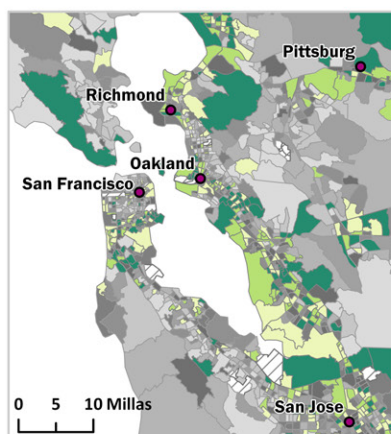 Pittsburg
Richmond
Oakland
San Francisco
0 5 10 Millas
San Jose